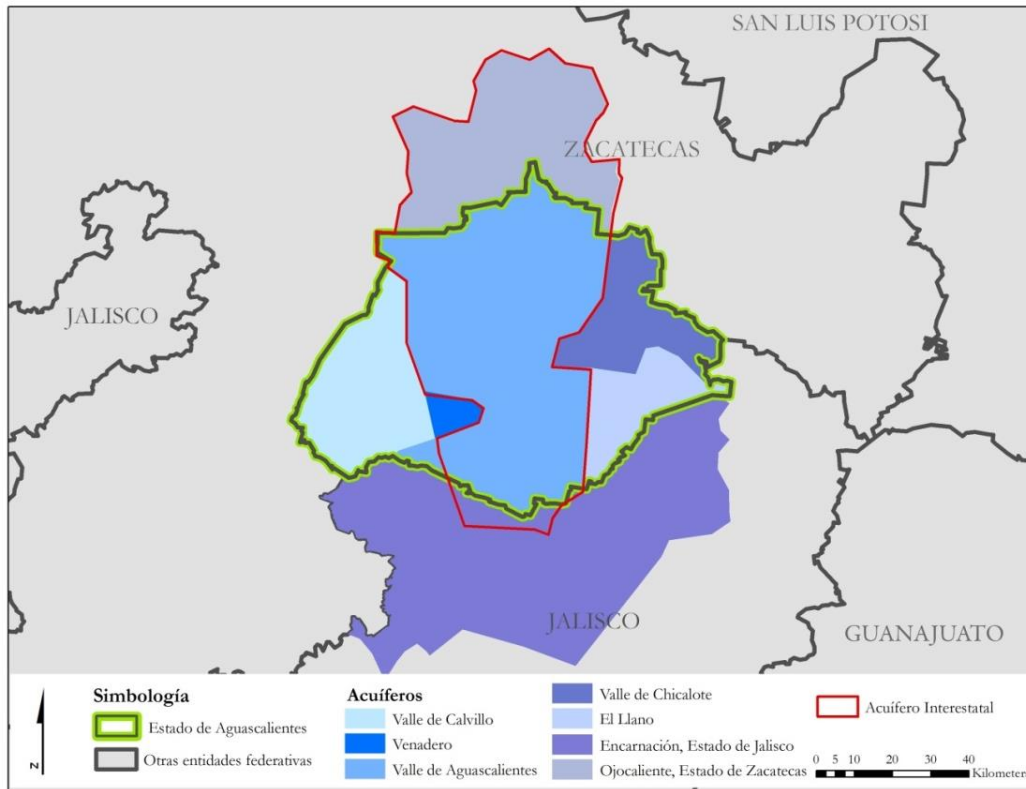 SAN LUIS POTOSI
ZACATECAS
JALISCO
JALISCO
GUANAJUATO
N
Simbología
Estado de Aguascalientes
Otras entidades federativas
Acuíferos
Valle de Calvillo
Venadero
Valle de Aguascalientes
Valle de Chicalote
El Llano
Encarnación, Estado de Jalisco
Ojocaliente, Estado de Zacatecas
Acuífero Interestatal
0 5 10 20 30 40
Kilometer